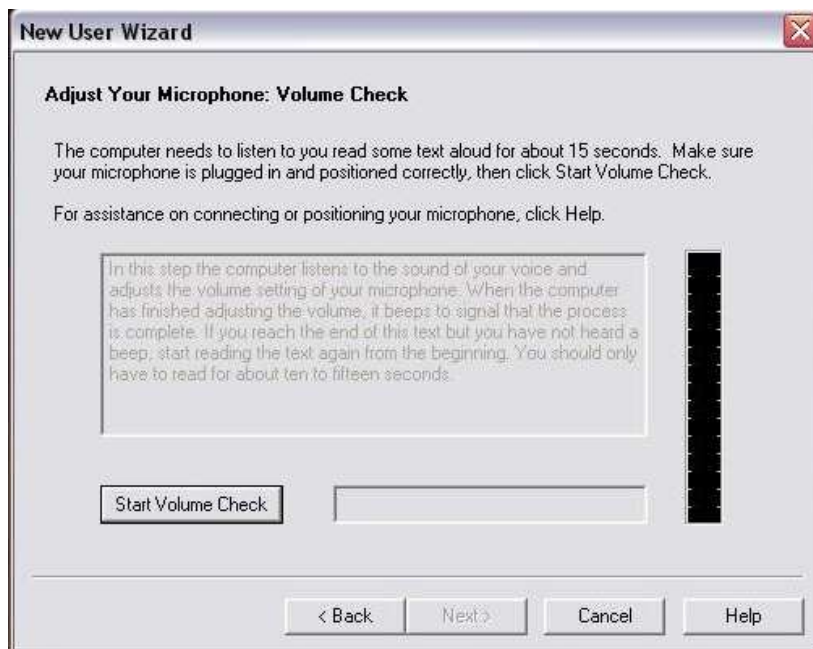 New User Wizard
Adjust Your Microphone: Volume Check
The computer needs to listen to you read some text aloud for about 15 seconds. Make sure
your microphone is plugged in and positioned correctly, then click Start Volume Check.
For assistance on connecting or positioning your microphone, click Help.
In this step the computer listens to the sound of your voice and
adjusts the volume setting of your microphone. When the computer
has finished adjusting the volume, it beeps to signal that the process
is complete. If you reach the end of this text but you have not heard a
beep, start reading the text again from the beginning. You should only
have to read for about ten to fifteen seconds.
Start Volume Check
< Back Next > Cancel Help